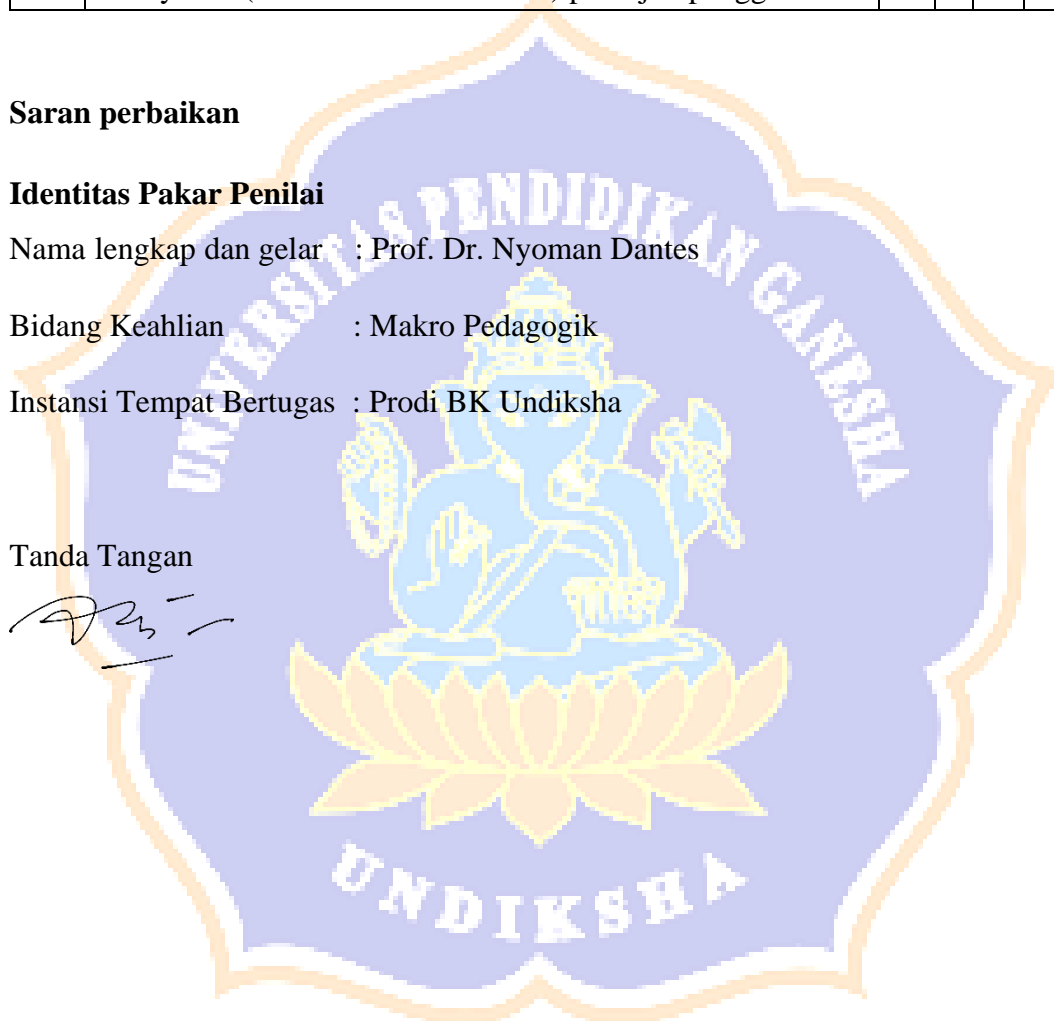 Saran perbaikan
Identitas Pakar Penilai
Nama lengkap dan gelar : Prof. Dr. Nyoman Dantes
Bidang Keahlian : Makro Pedagogik
Instansi Tempat Bertugas : Prodi BK Undiksha
Tanda Tangan
UNIVERSITAS PENDIDIKAN GANESHA
UNDIKSHA